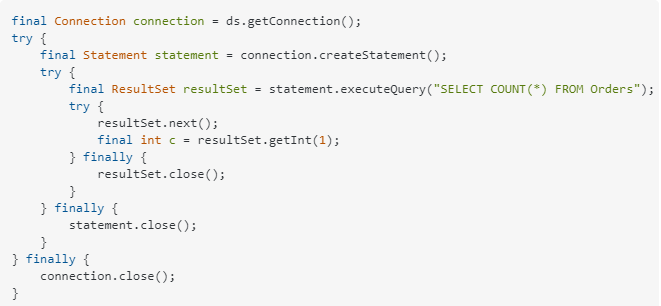 final Connection connection = ds.getConnection();
try {
    final Statement statement = connection.createStatement();
    try {
        final ResultSet resultSet = statement.executeQuery("SELECT COUNT(*) FROM Orders");
        try {
            resultSet.next();
            final int c = resultSet.getInt(1);
        } finally {
            resultSet.close();
        }
    } finally {
        statement.close();
    }
} finally {
    connection.close();
}